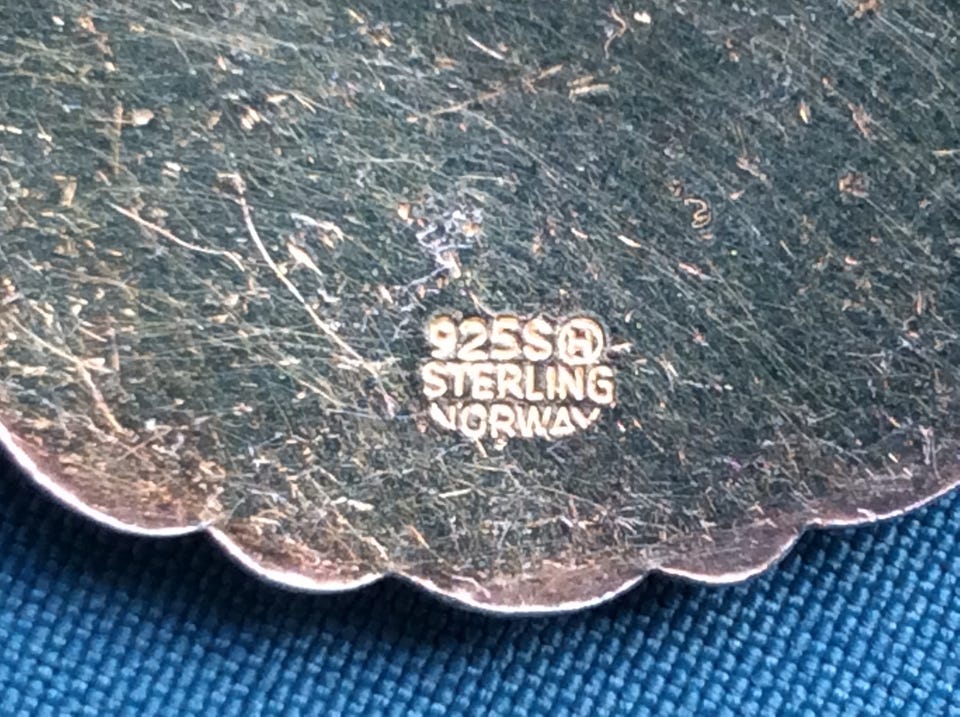 925S Ⓗ
STERLING
NORWAY